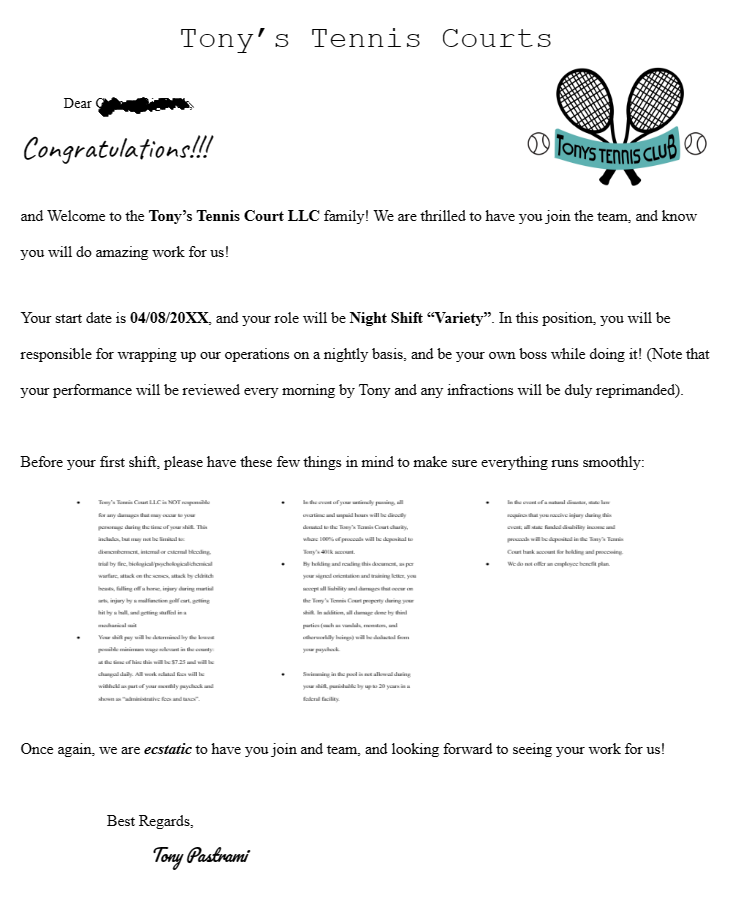 Tony's Tennis Courts
Dear
Congratulations!!!
TONYS TENNIS CLUB
and Welcome to the Tony's Tennis Court LLC family! We are thrilled to have you join the team, and know
you will do amazing work for us!
Your start date is 04/08/20XX, and your role will be Night Shift “Variety”. In this position, you will be
responsible for wrapping up our operations on a nightly basis, and be your own boss while doing it! (Note that
your performance will be reviewed every morning by Tony and any infractions will be duly reprimanded).
Before your first shift, please have these few things in mind to make sure everything runs smoothly:
• Tony's Tennis Court LLC is NOT responsible
for any damages that may occur to your
personage during the time of your shift. This
includes, but may not be limited to:
dismemberment, internal or external bleeding,
trial by fire, biological/psychological/chemical
warfare, attack on the senses, attack by eldritch
beasts, falling off a horse, injury during martial
arts, injury by a malfunction golf cart, getting
hit by a ball, and getting stuffed in a
mechanical suit
• Your shift pay will be determined by the lowest
possible minimum wage relevant in the county:
at the time of hire this will be $7.25 and will be
changed daily. All work related fees will be
withheld as part of your monthly paycheck and
shown as “administrative fees and taxes”.
• In the event of your untimely passing, all
overtime and unpaid hours will be directly
donated to the Tony's Tennis Court charity,
where 100% of proceeds will be deposited to
Tony's 401k account.
• By holding and reading this document, as per
your signed orientation and training letter, you
accept all liability and damages that occur on
the Tony's Tennis Court property during your
shift. In addition, all damage done by third
parties (such as vandals, monsters, and
otherworldly beings) will be deducted from
your paycheck.
• Swimming in the pool is not allowed during
your shift, punishable by up to 20 years in a
federal facility.
• In the event of a natural disaster, state law
requires that you receive injury during this
event; all state funded disability income and
proceeds will be deposited in the Tony's Tennis
Court bank account for holding and processing.
• We do not offer an employee benefit plan.
Once again, we are ecstatic to have you join and team, and looking forward to seeing your work for us!
Best Regards,
Tony Pastrami